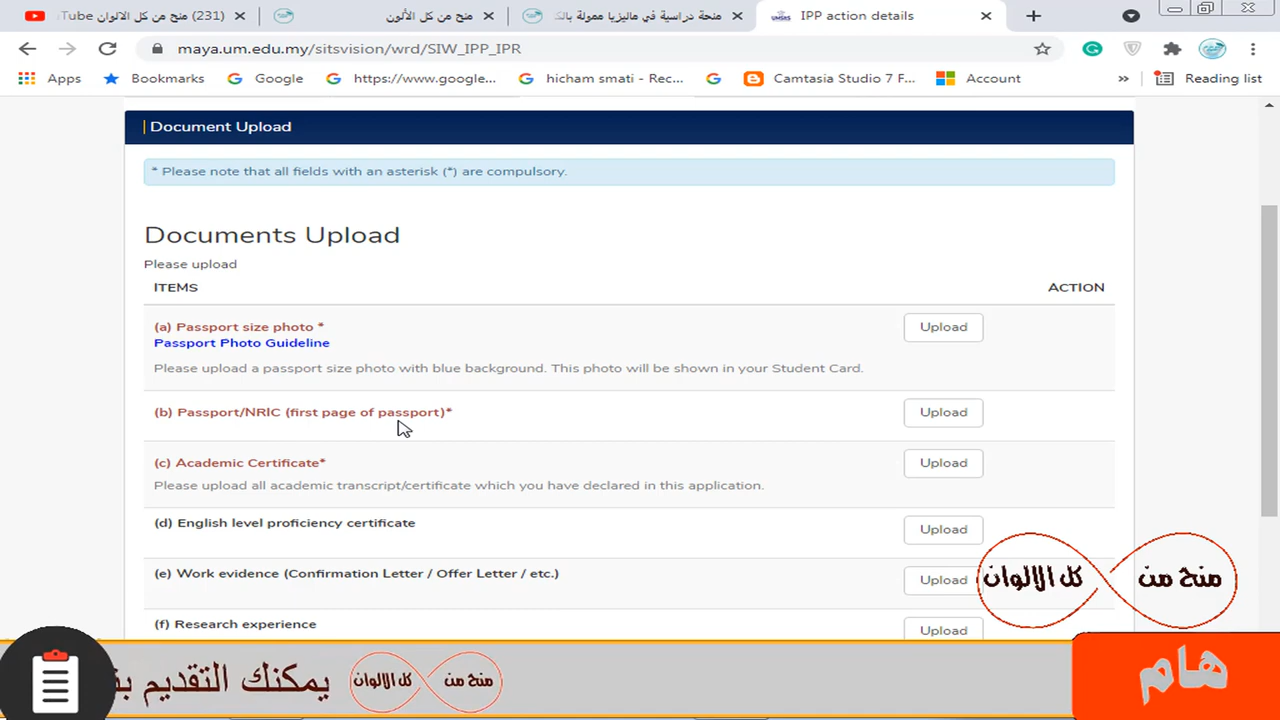 (231) منح من كل الالوان Tube
منح من كل الألون
منحة دراسية في ماليزيا ممولة بالك
IPP action details
maya.um.edu.my/sitsvision/wrd/SIW_IPP_IPR
Apps
Bookmarks
Google
https://www.google...
hicham smati - Rec...
Camtasia Studio 7 F...
Account
»
Reading list
Document Upload
* Please note that all fields with an asterisk (*) are compulsory.
Documents Upload
Please upload
ITEMS ACTION
(a) Passport size photo * Upload
Passport Photo Guideline
Please upload a passport size photo with blue background. This photo will be shown in your Student Card.
(b) Passport/NRIC (first page of passport)* Upload
(c) Academic Certificate* Upload
Please upload all academic transcript/certificate which you have declared in this application.
(d) English level proficiency certificate Upload
(e) Work evidence (Confirmation Letter / Offer Letter / etc.) Upload
منح من كل الالوان
(f) Research experience Upload
هام
منح من كل الالوان
يمكنك التقديم بن